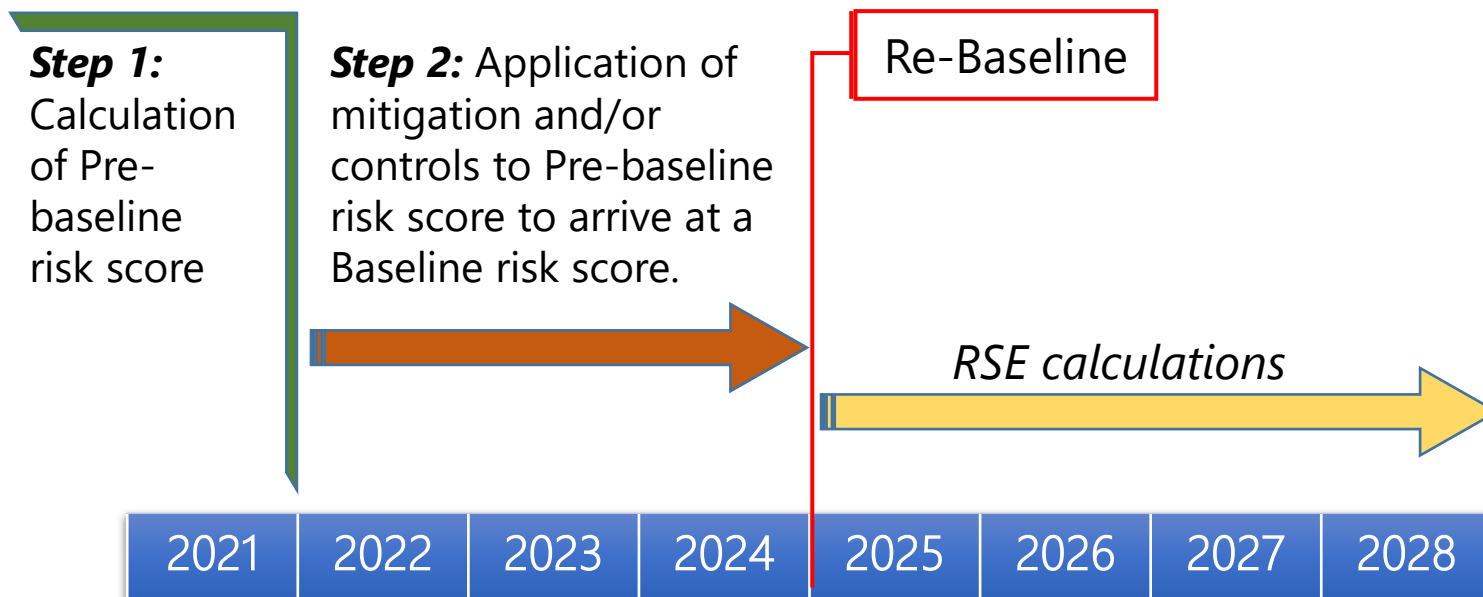 Step 1:
Calculation
of Pre-
baseline
risk score
Step 2: Application of
mitigation and/or
controls to Pre-baseline
risk score to arrive at a
Baseline risk score.
Re-Baseline
RSE calculations
2021 2022 2023 2024 2025 2026 2027 2028